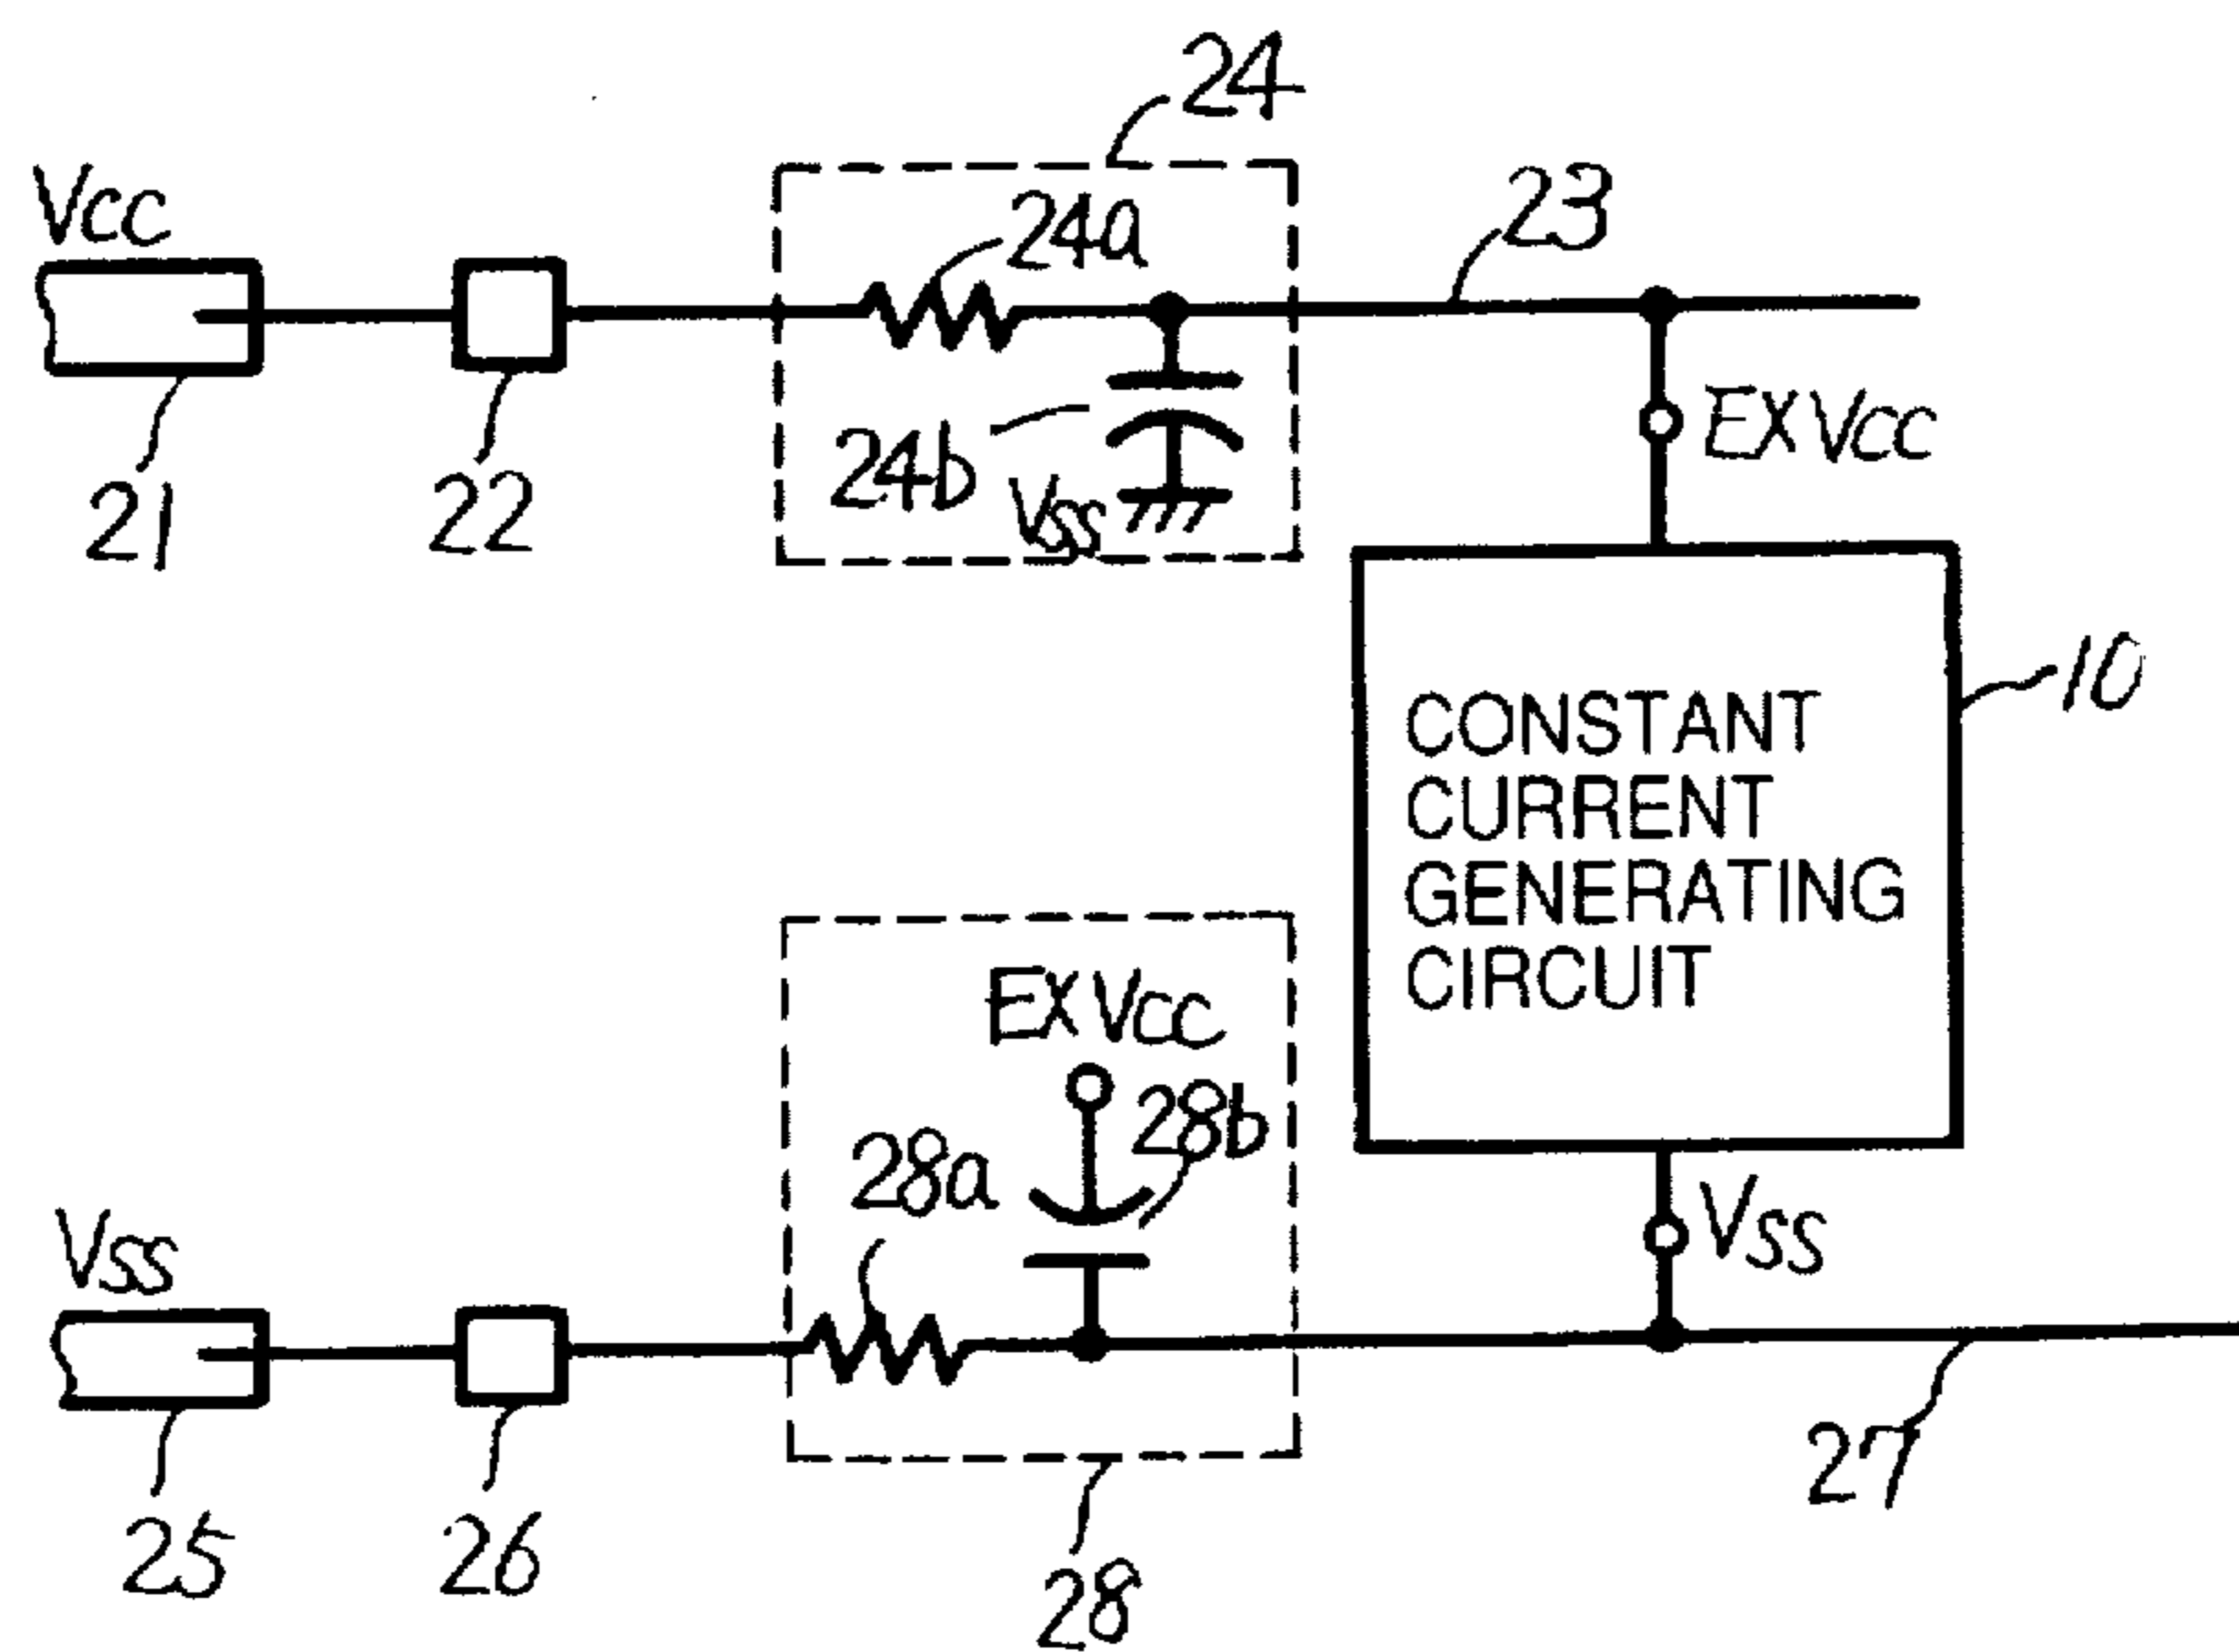 24
Vcc
24a
23
24b
Vss
EXVcc
21
22
CONSTANT
CURRENT
GENERATING
CIRCUIT
10
EXVcc
28b
28a
Vss
Vss
25
26
27
28